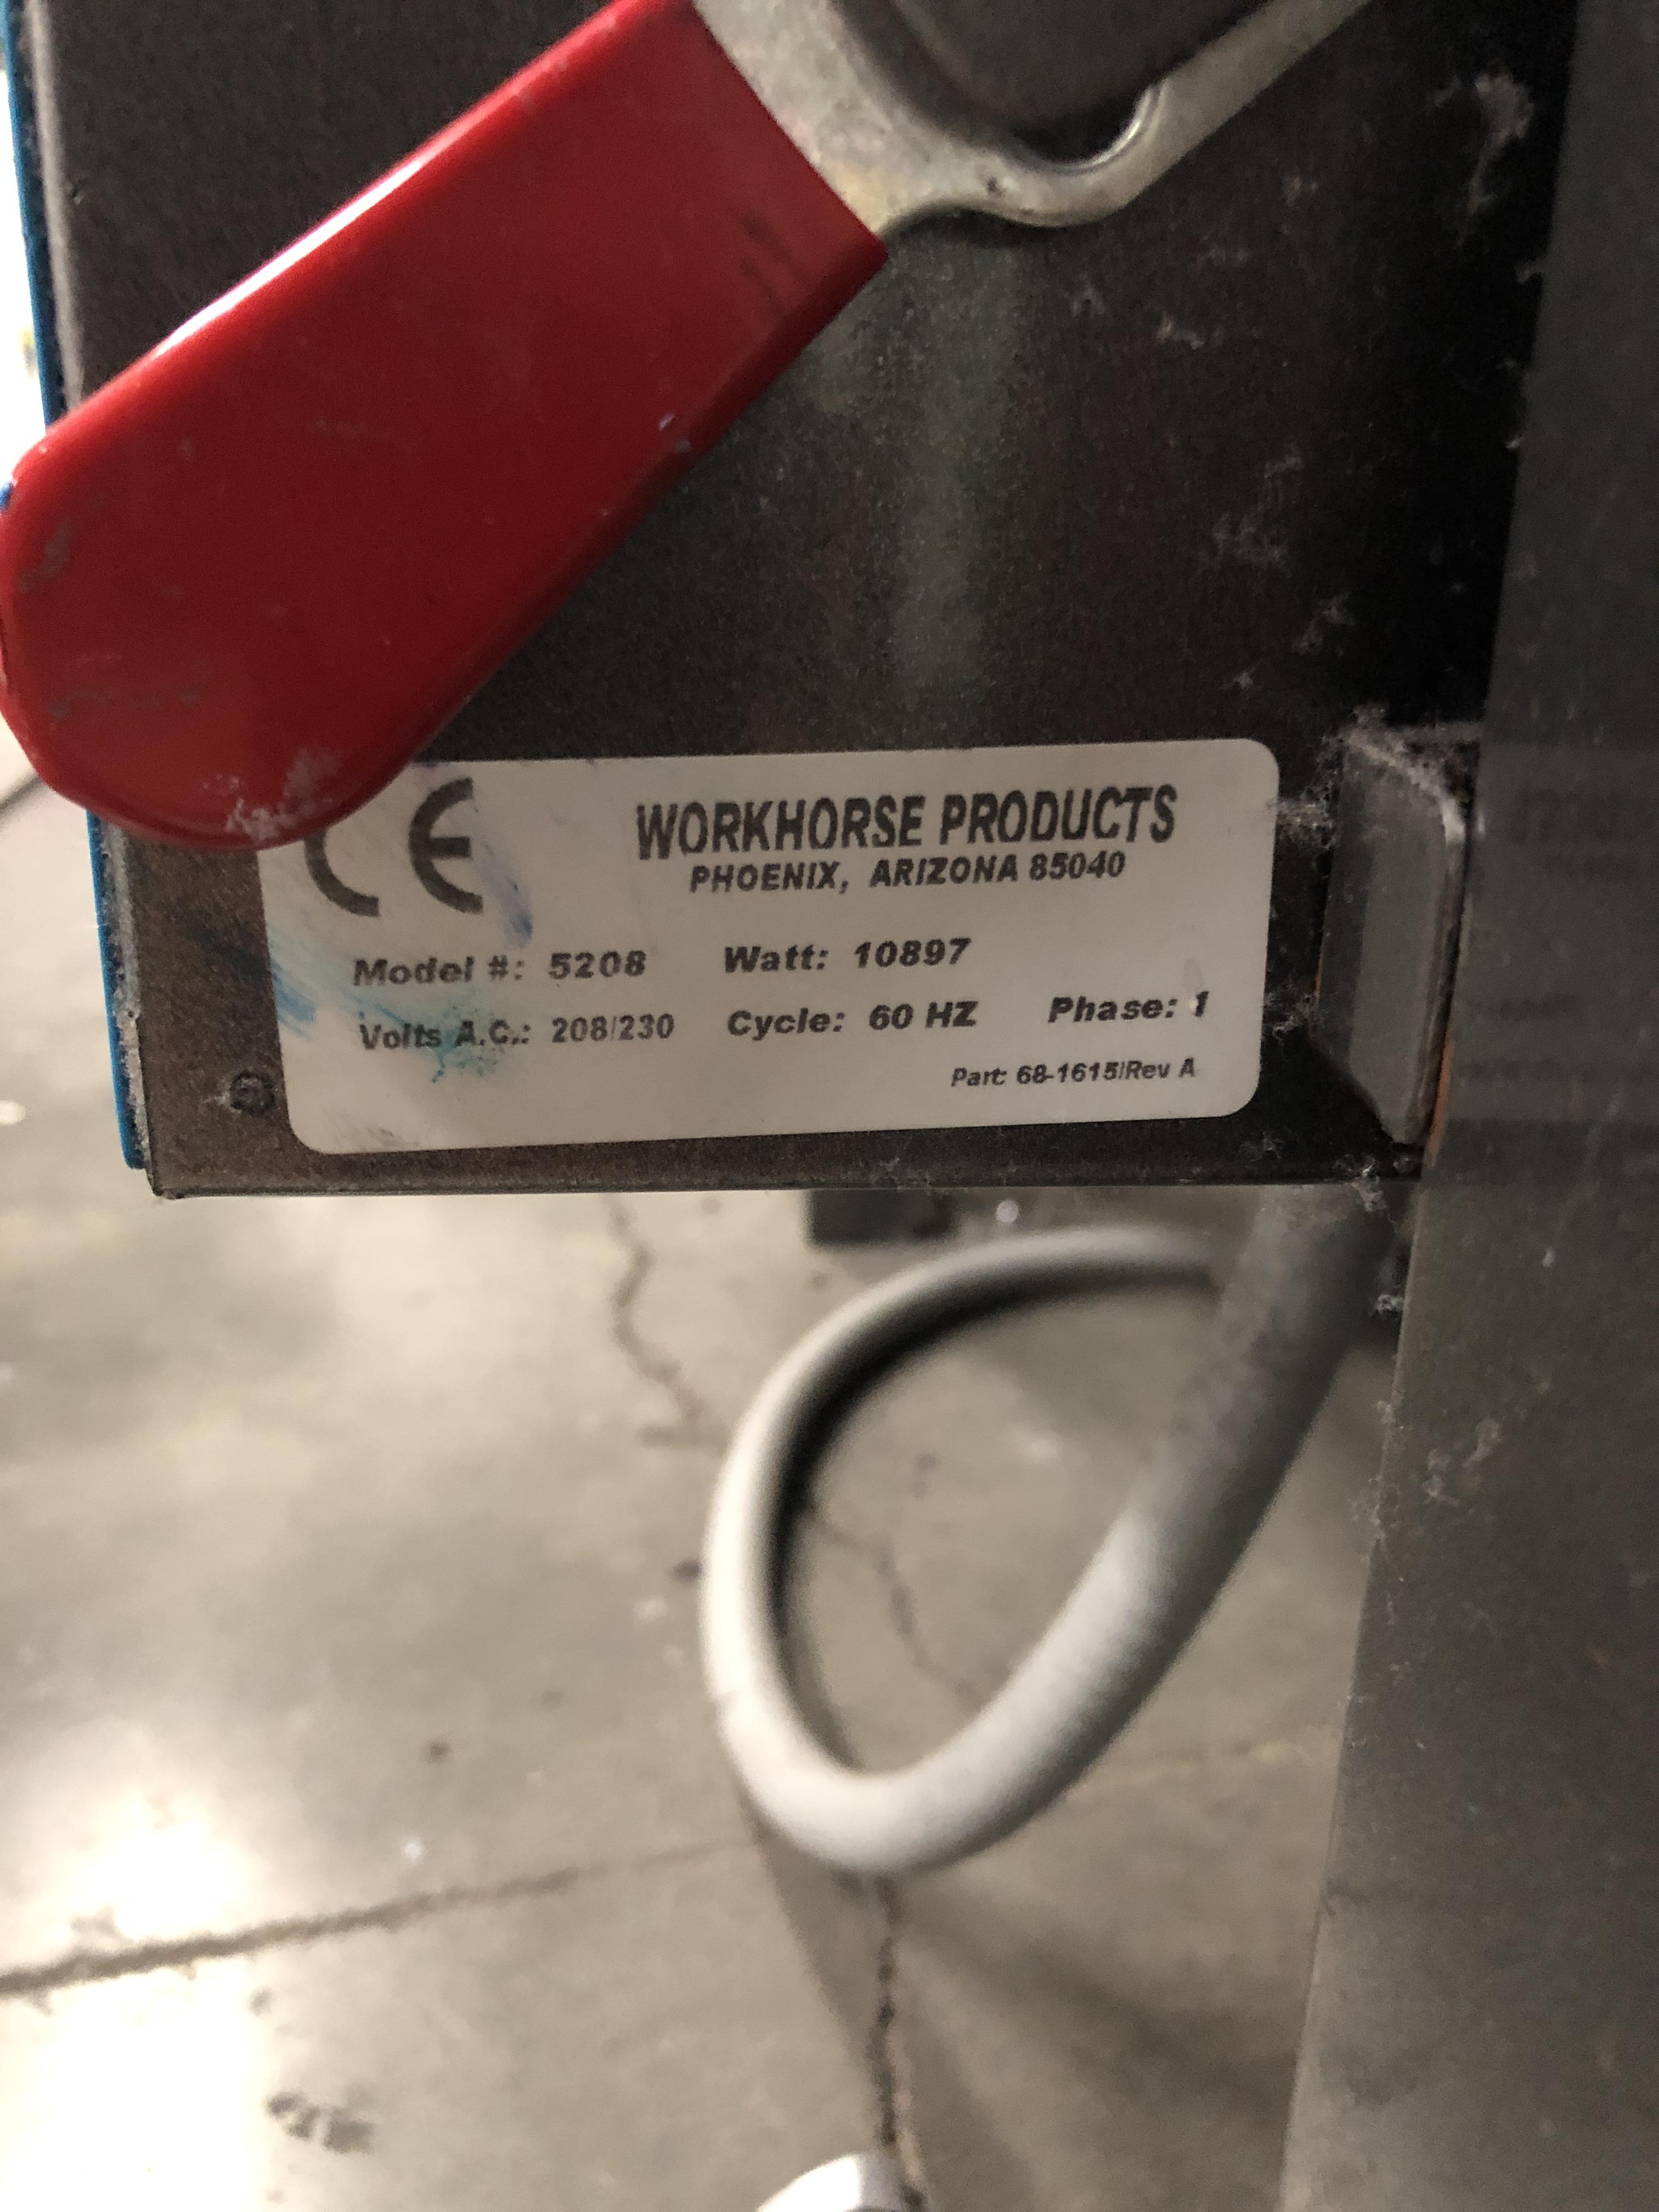 CE
WORKHORSE PRODUCTS
PHOENIX, ARIZONA 85040
Model #: 5208 Watt: 10897
Volts A.C.: 208/230 Cycle: 60 HZ Phase: 1
Part: 68-1615/Rev A